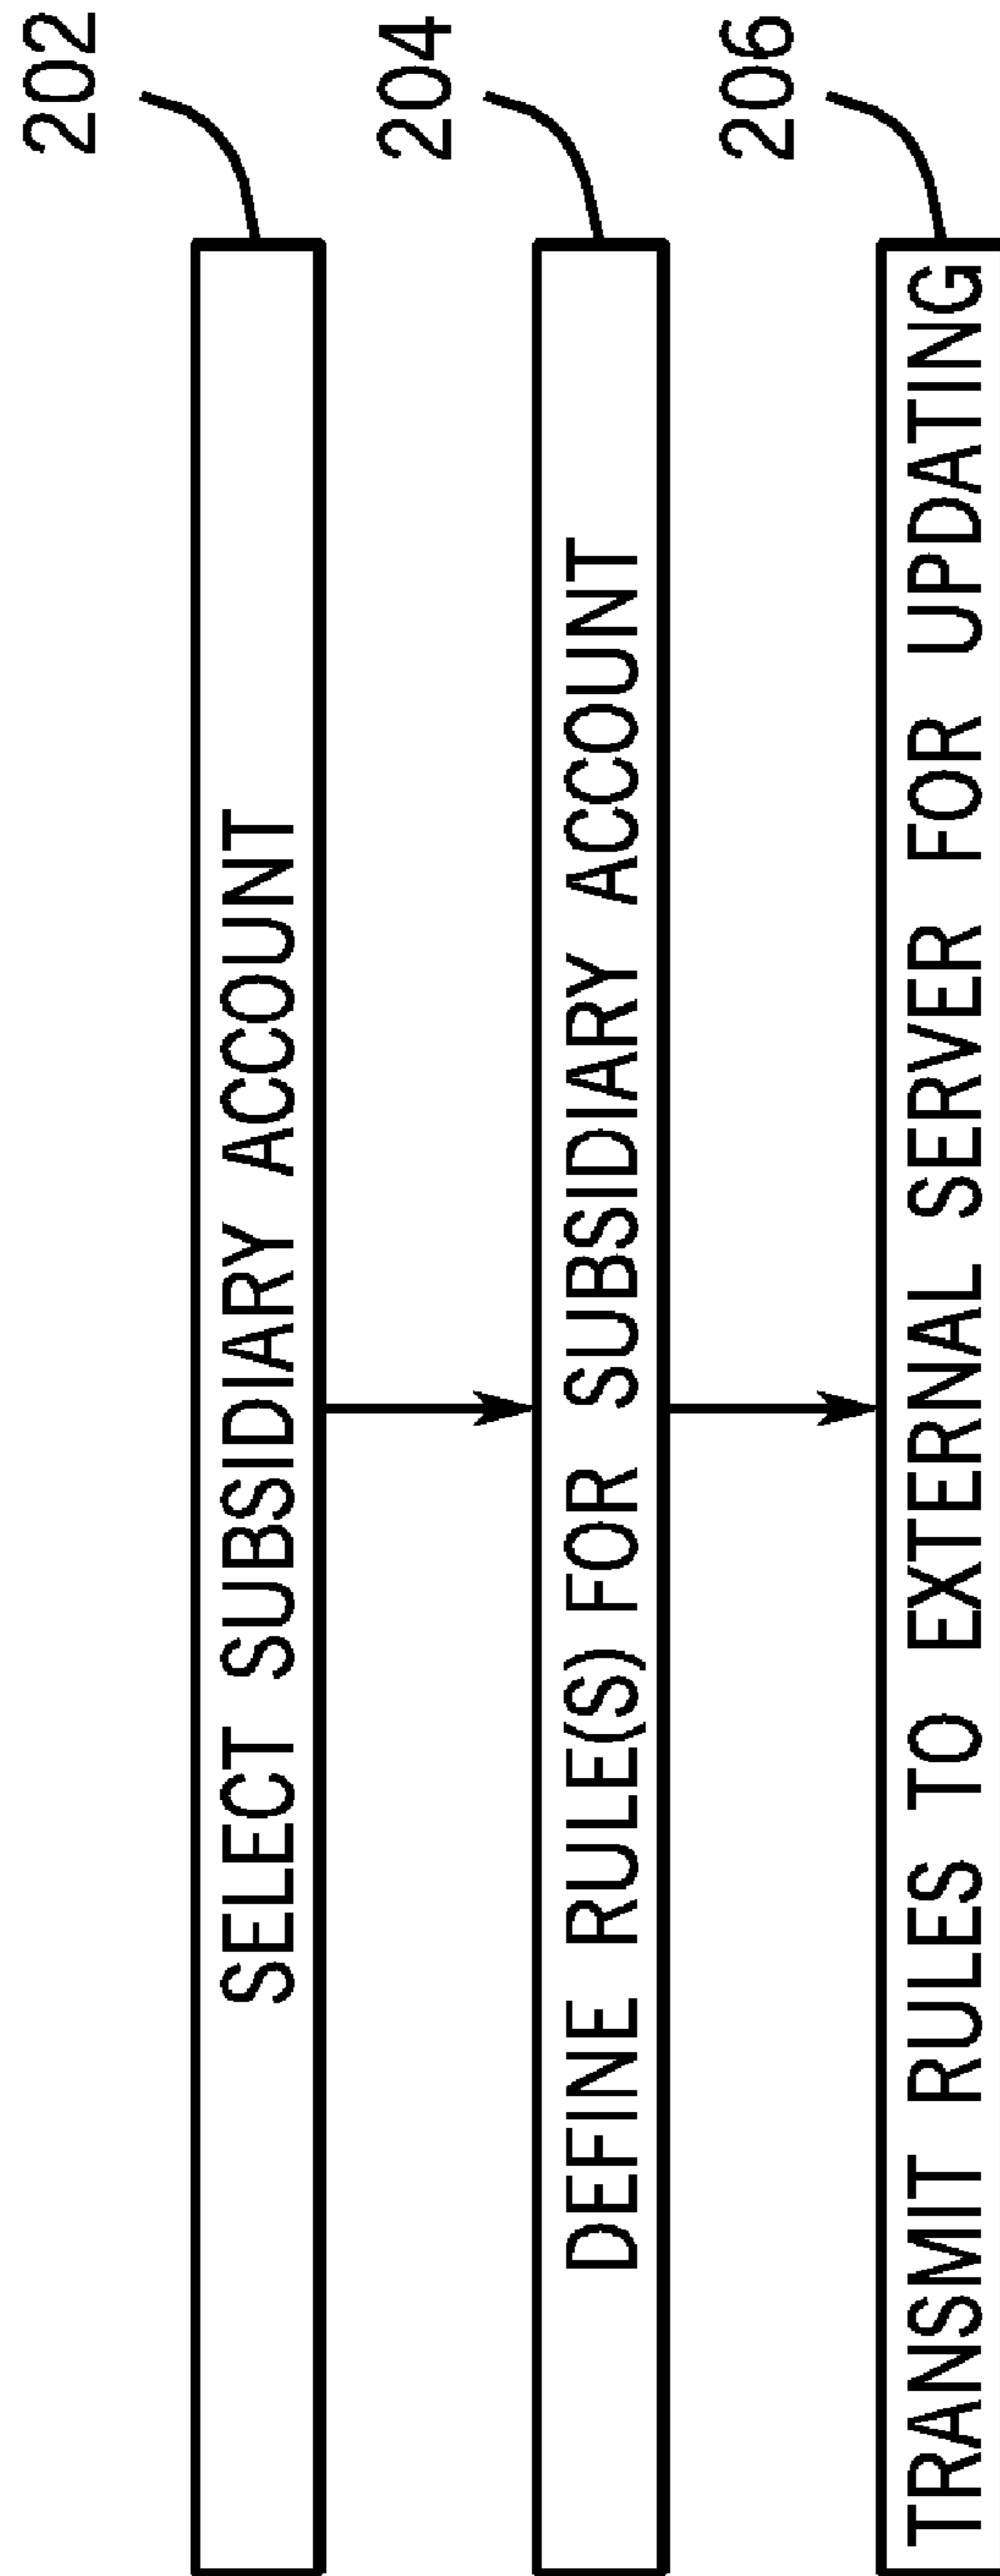 202
SELECT SUBSIDIARY ACCOUNT
204
DEFINE RULE(S) FOR SUBSIDIARY ACCOUNT
206
TRANSMIT RULES TO EXTERNAL SERVER FOR UPDATING